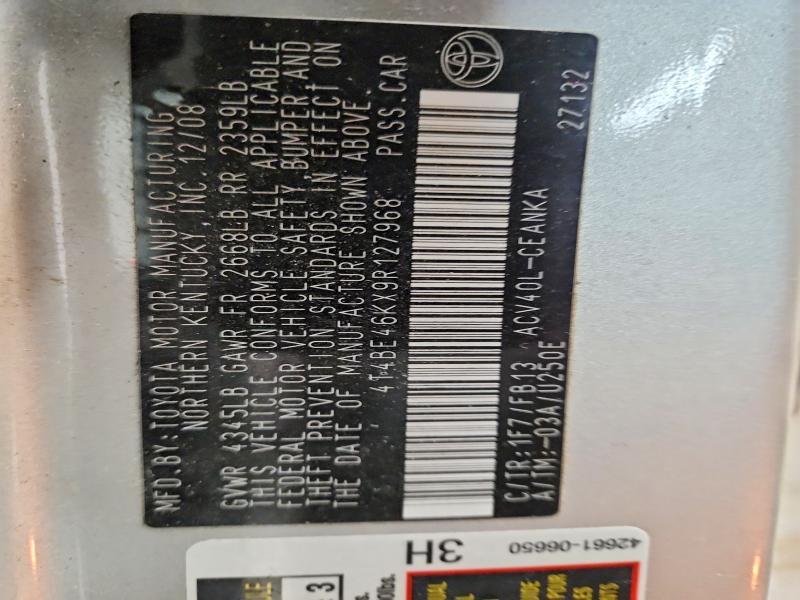 MFD.BY:TOYOTA MOTOR MANUFACTURING
NORTHERN KENTUCKY, INC. 12/08
GVWR 4345LB GAWR FR 2668LB RR 2359LB
THIS VEHICLE CONFORMS TO ALL APPLICABLE
FEDERAL MOTOR VEHICLE SAFETY, BUMPER AND
THEFT PREVENTION STANDARDS IN EFFECT ON
THE DATE OF MANUFACTURE SHOWN ABOVE.
4T4BE46KX9R127968 PASS.CAR
C/TR:1F7/FB13 ACV40L-CEANKA
A/TM:-03A/U250E 27132
3H
42661-06650